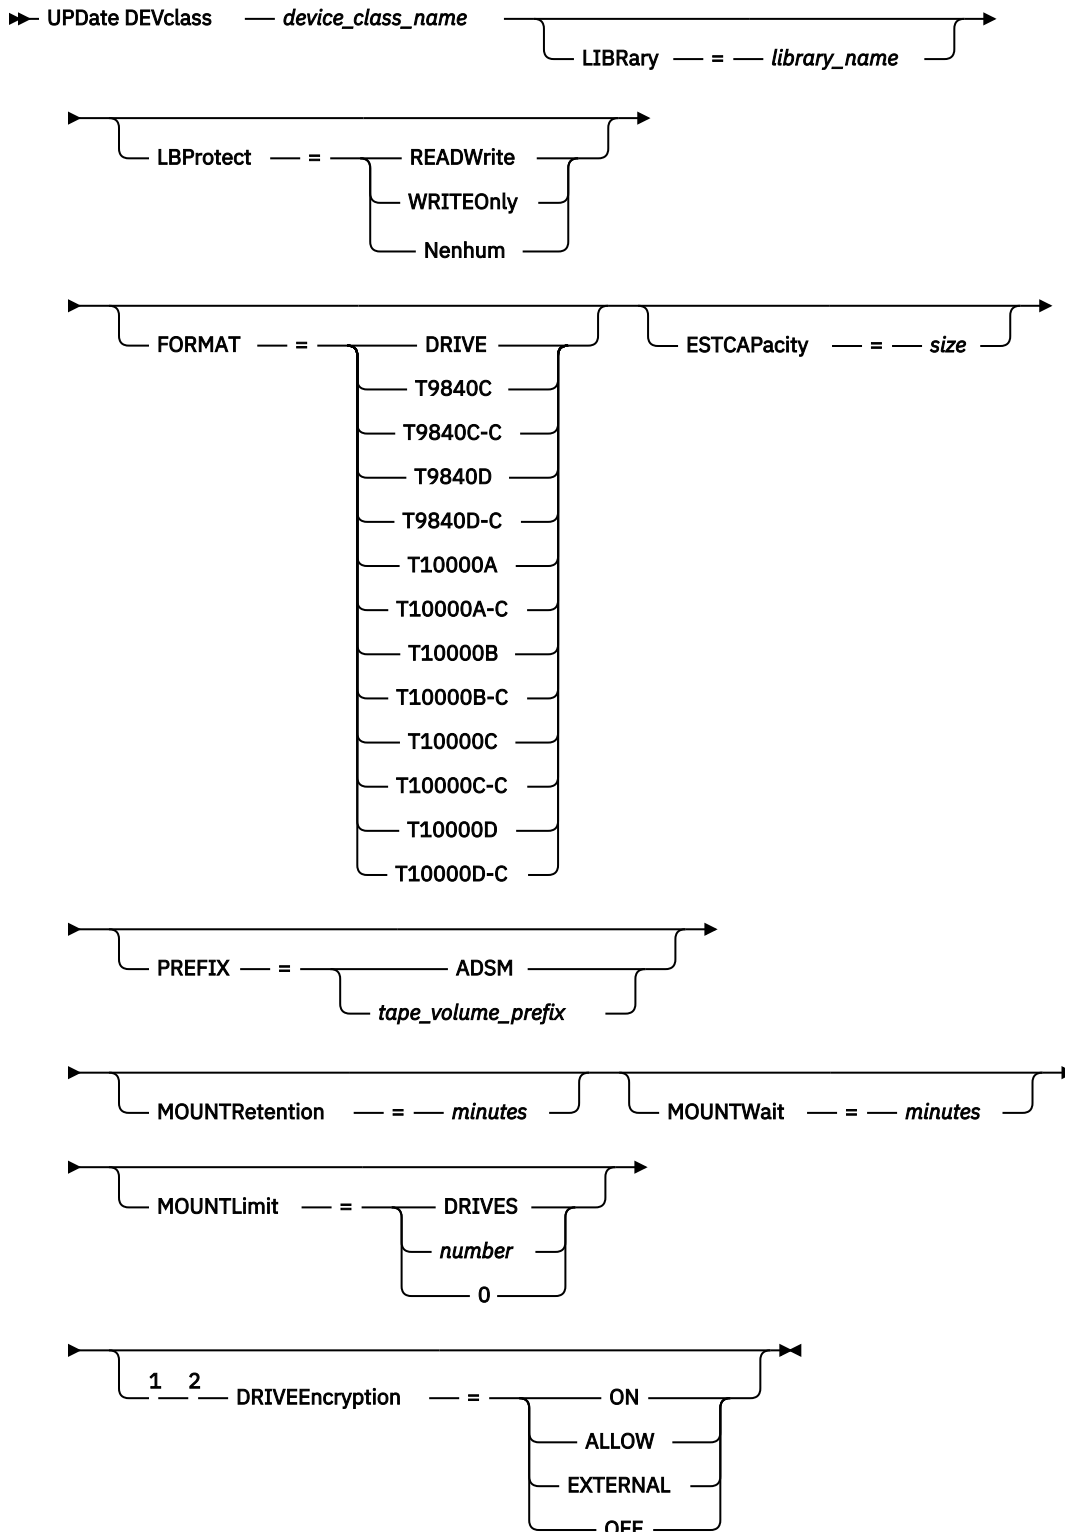 UPDate DEVclass device_class_name
LIBRary = library_name
LBProtect = READWrite
WRITEOnly
Nenhum
FORMAT = DRIVE
ESTCAPacity = size
T9840C
T9840C-C
T9840D
T9840D-C
T10000A
T10000A-C
T10000B
T10000B-C
T10000C
T10000C-C
T10000D
T10000D-C
PREFIX = ADSM
tape_volume_prefix
MOUNTRetention = minutes
MOUNTWait = minutes
MOUNTLimit = DRIVES
number
0
1 2
DRIVEEncryption = ON
ALLOW
EXTERNAL
OFF